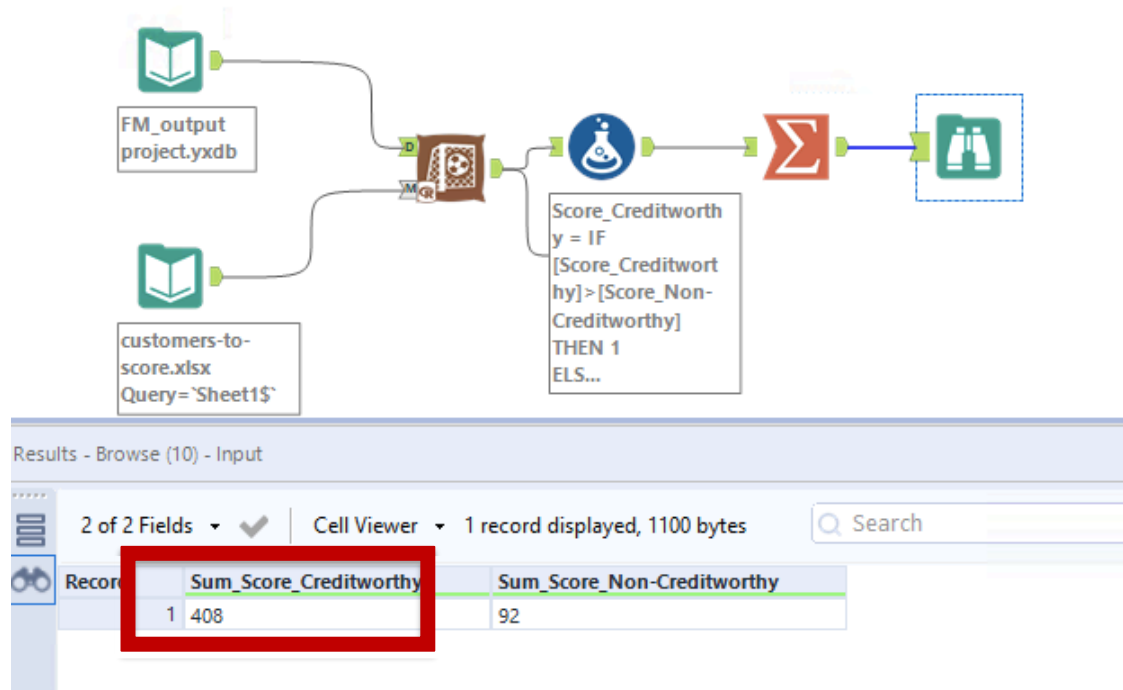 FM_output
project.yxdb
D
M
R
customers-to-
score.xlsx
Query=`Sheet1$`
Score_Creditworth
y = IF
[Score_Creditwort
hy]>[Score_Non-
Creditworthy]
THEN 1
ELS...
Results - Browse (10) - Input
2 of 2 Fields Cell Viewer 1 record displayed, 1100 bytes Search
Record Sum_Score_Creditworthy Sum_Score_Non-Creditworthy
1 408 92